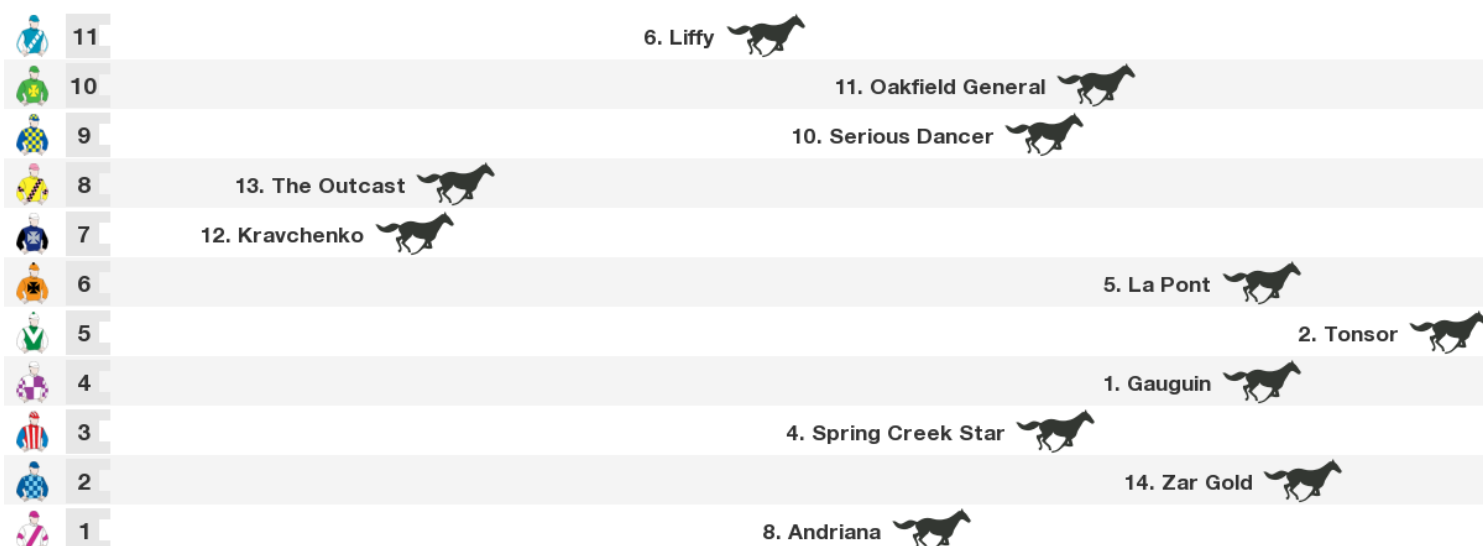 11 6. Liffy
10 11. Oakfield General
9 10. Serious Dancer
8 13. The Outcast
7 12. Kravchenko
6 5. La Pont
5 2. Tonsor
4 1. Gauguin
3 4. Spring Creek Star
2 14. Zar Gold
1 8. Andriana